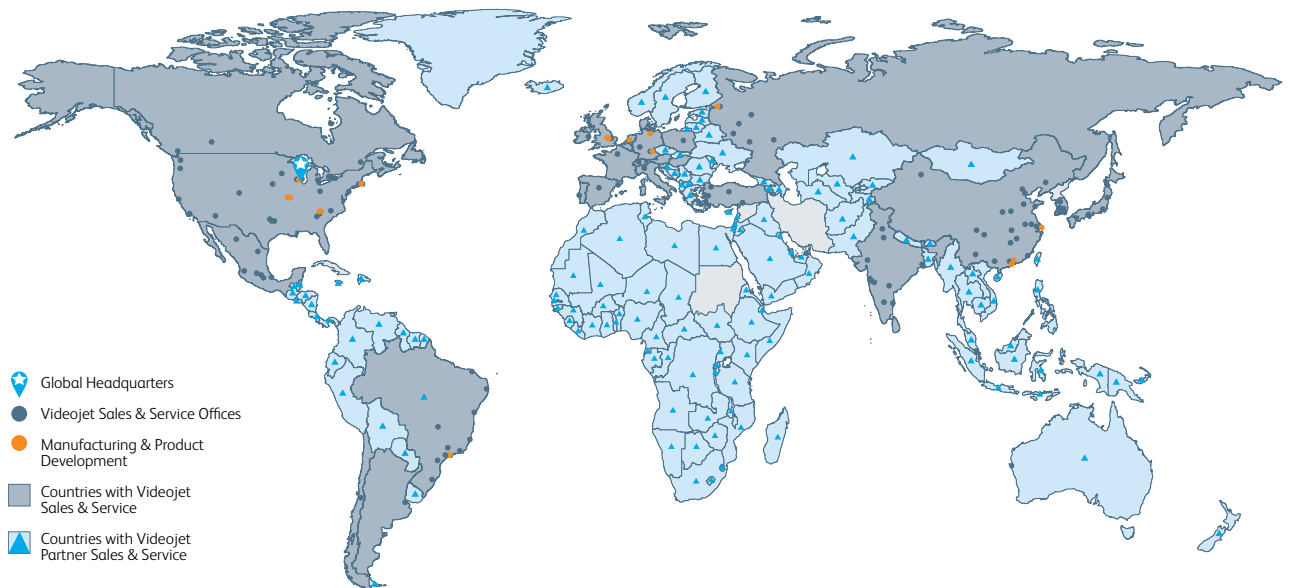 Global Headquarters
Videojet Sales & Service Offices
Manufacturing & Product
Development
Countries with Videojet
Sales & Service
Countries with Videojet
Partner Sales & Service